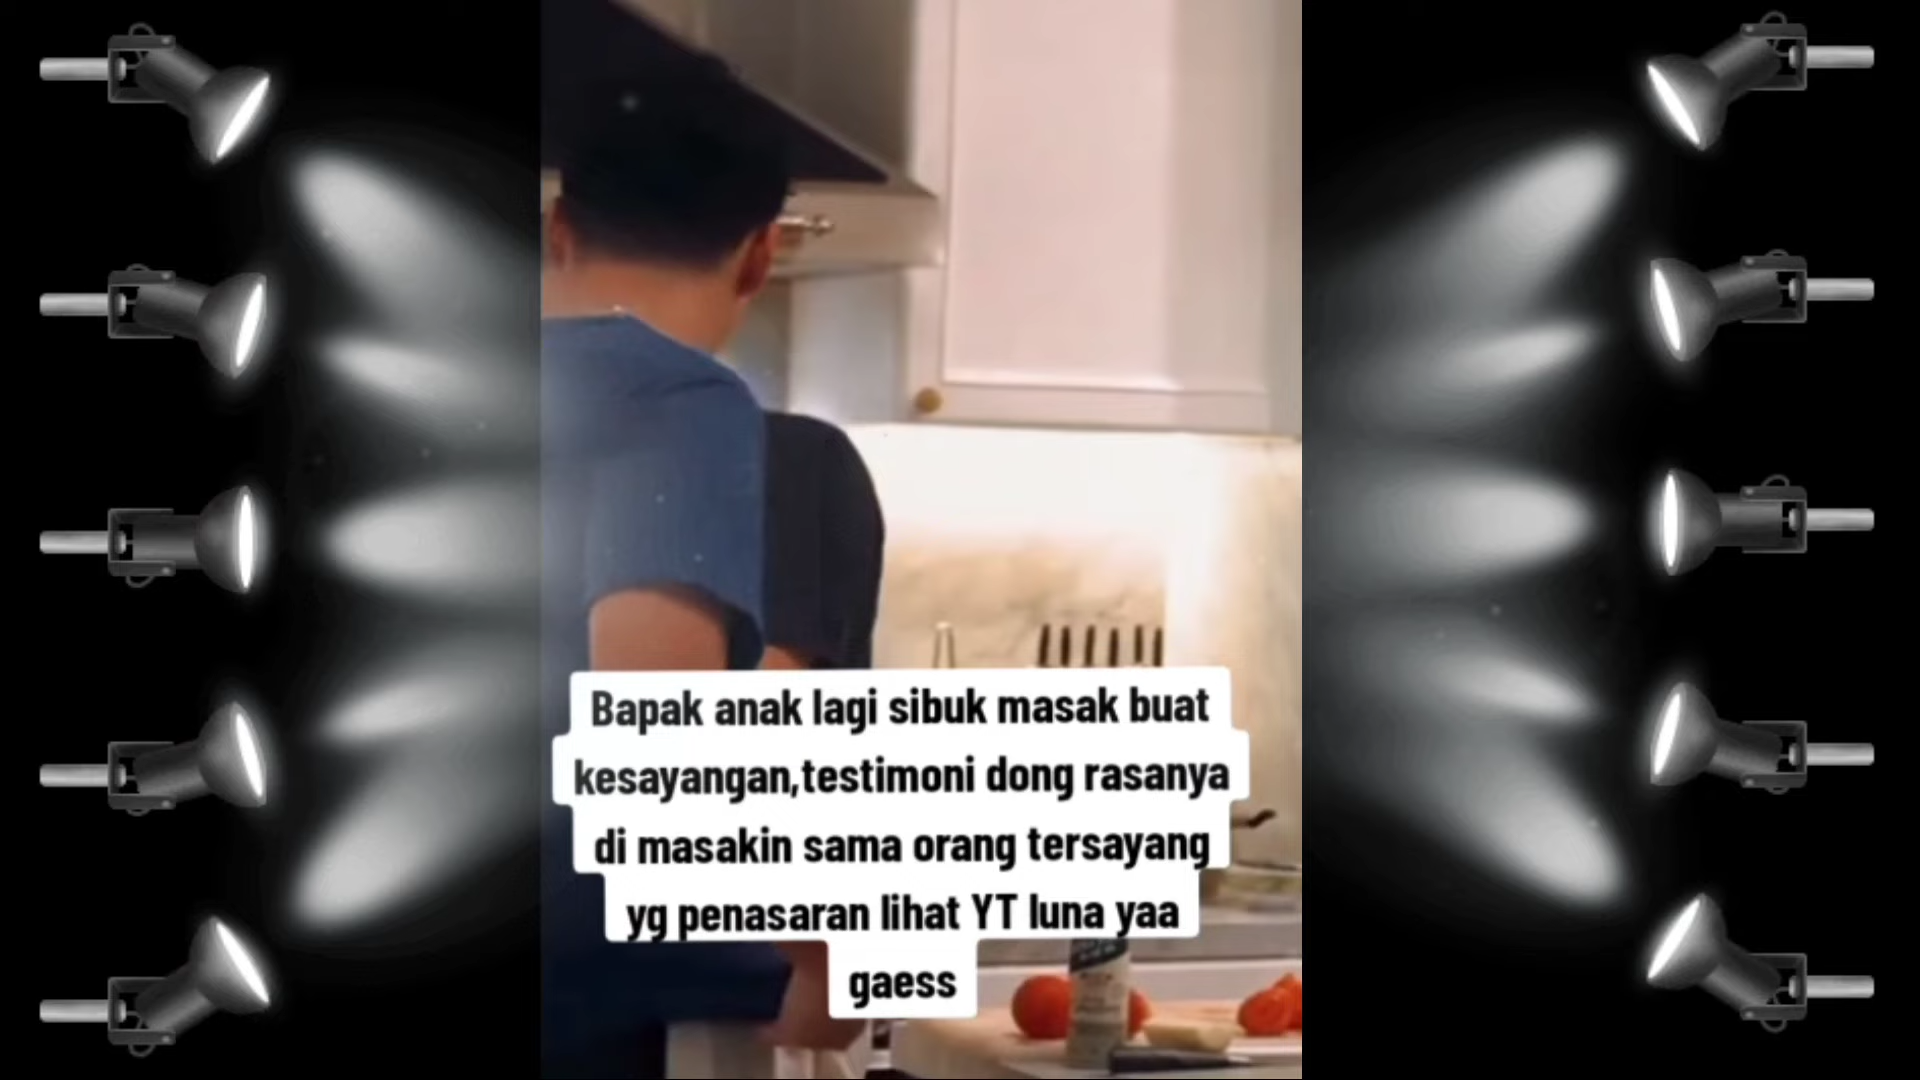 Bapak anak lagi sibuk masak buat
kesayangan,testimoni dong rasanya
di masakin sama orang tersayang
yg penasaran lihat YT luna yaa
gaess